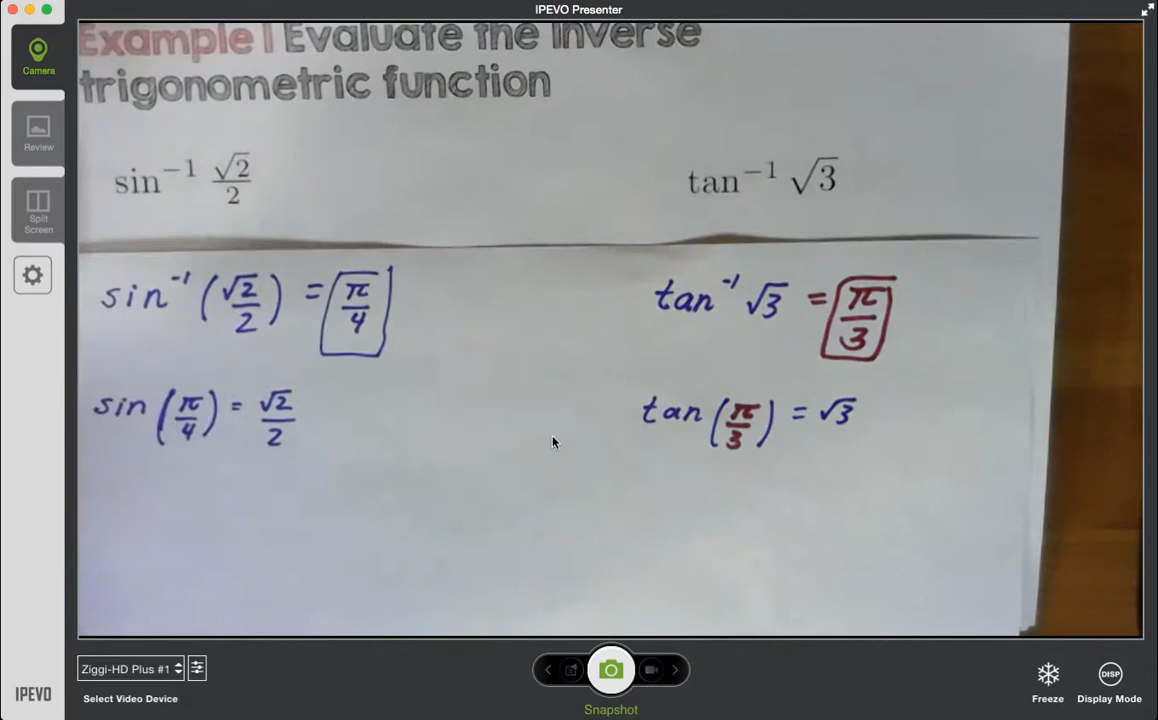 IPEVO Presenter
Camera
Review
Split
Screen
Example 1 Evaluate the inverse
trigonometric function
sin⁻¹ √2/2
tan⁻¹ √3
sin⁻¹ (√2/2) = π/4
tan⁻¹ √3 = π/3
sin (π/4) = √2/2
tan (π/3) = √3
IPEVO
Ziggi-HD Plus #1
Select Video Device
Snapshot
Freeze
DISP
Display Mode